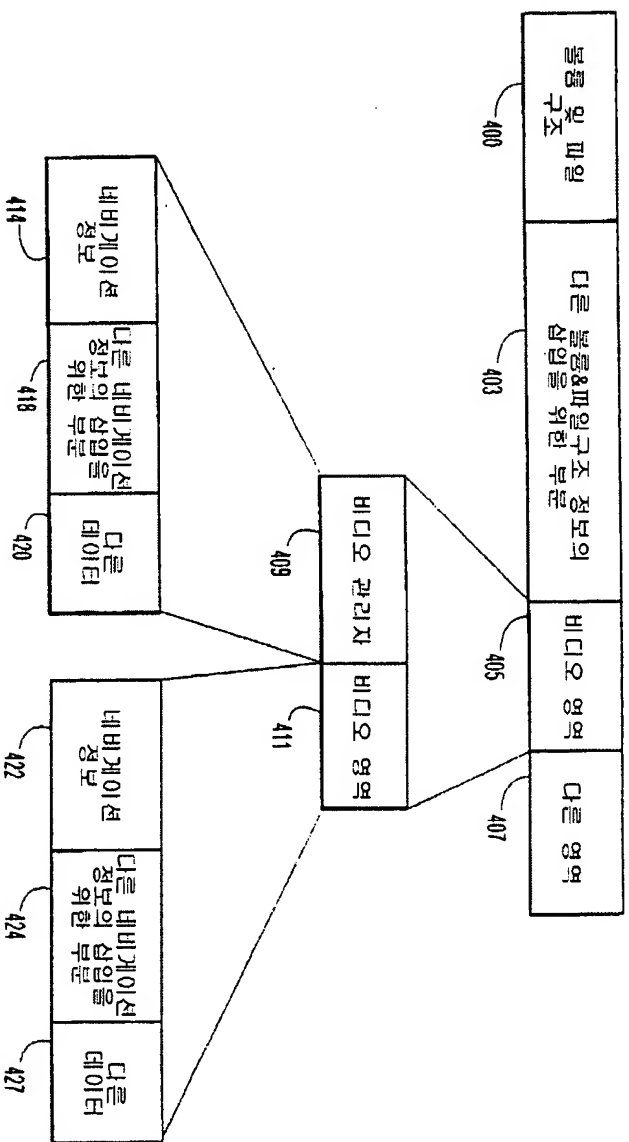 볼륨 및 파일
구조
400
다른 볼륨&파일구조 정보의
삽입을 위한 부분
403
비디오 영역
405
다른 영역
407
비디오 관리자
409
비디오 영역
411
네비게이션
정보
414
다른 네비게이션
정보의 삽입을
위한 부분
418
다른
데이터
420
네비게이션
정보
422
다른 네비게이션
정보의 삽입을
위한 부분
424
다른
데이터
427